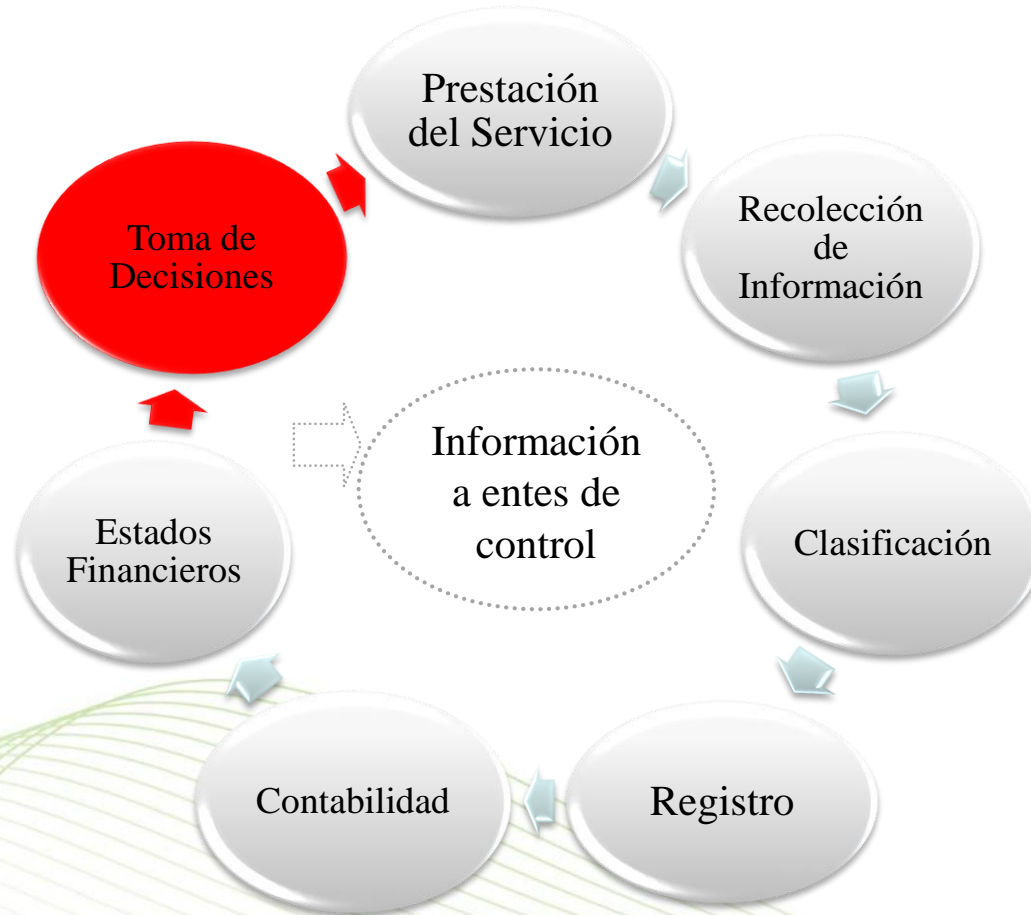 Prestación
del Servicio
Recolección
de
Información
Clasificación
Registro
Contabilidad
Estados
Financieros
Toma de
Decisiones
Información
a entes de
control